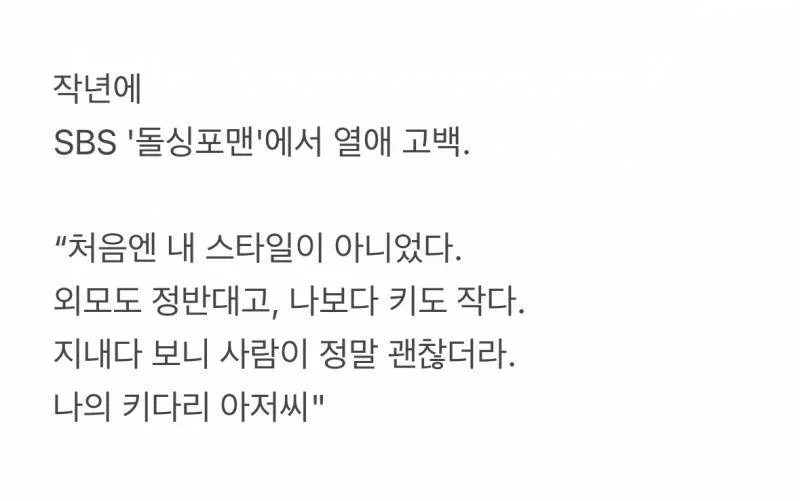 작년에
SBS '돌싱포맨'에서 열애 고백.
“처음엔 내 스타일이 아니었다.
외모도 정반대고, 나보다 키도 작다.
지내다 보니 사람이 정말 괜찮더라.
나의 키다리 아저씨"